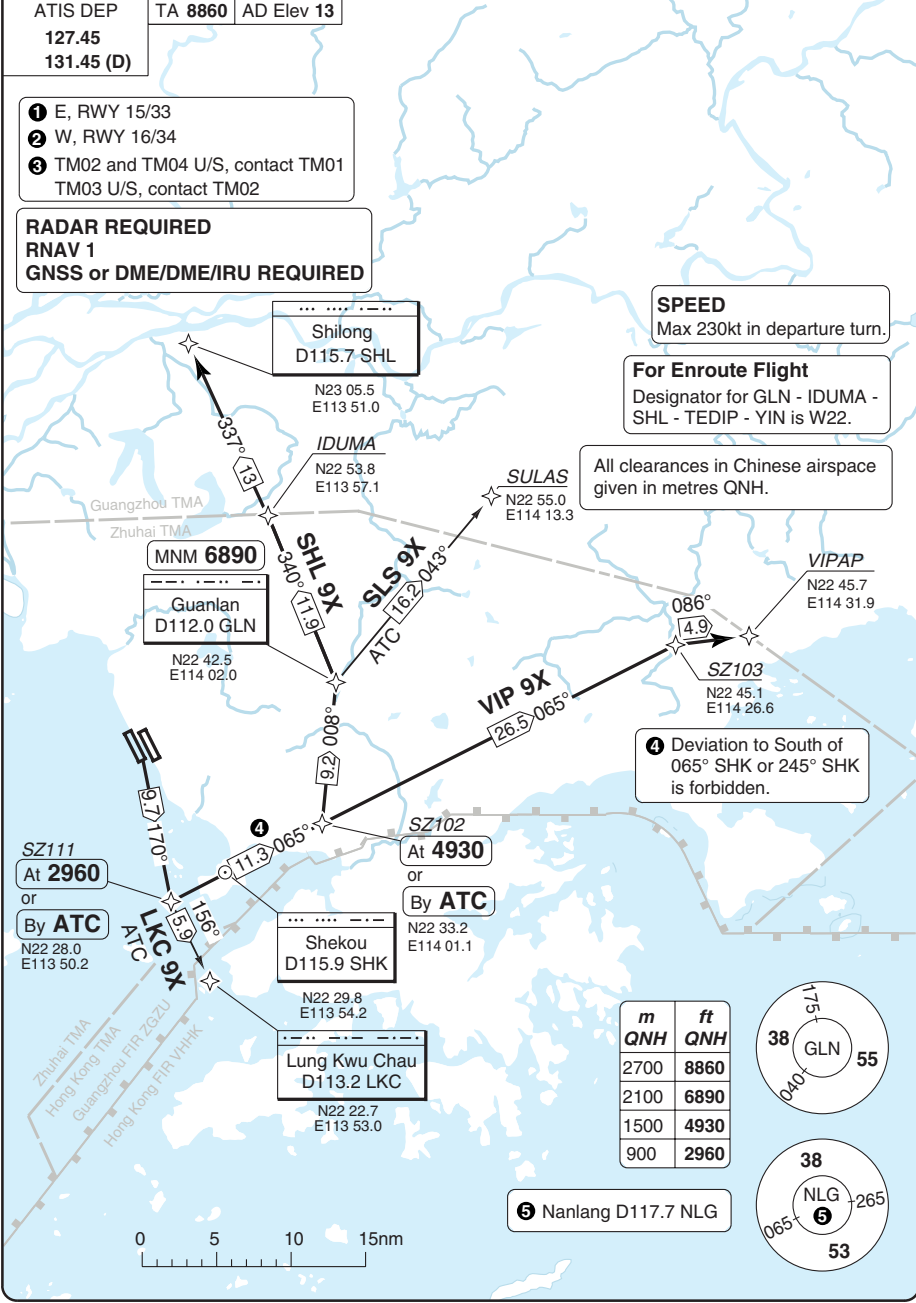 ATIS DEP
127.45
131.45 (D)
TA 8860
AD Elev 13
❶ E, RWY 15/33
❷ W, RWY 16/34
❸ TM02 and TM04 U/S, contact TM01
TM03 U/S, contact TM02
RADAR REQUIRED
RNAV 1
GNSS or DME/DME/IRU REQUIRED
SPEED
Max 230kt in departure turn.
For Enroute Flight
Designator for GLN - IDUMA -
SHL - TEDIP - YIN is W22.
All clearances in Chinese airspace
given in metres QNH.
Shilong
D115.7 SHL
N23 05.5
E113 51.0
337°
13
IDUMA
N22 53.8
E113 57.1
Guangzhou TMA
Zhuhai TMA
SULAS
N22 55.0
E114 13.3
MNM 6890
Guanlan
D112.0 GLN
N22 42.5
E114 02.0
SHL 9X
340°
11.9
SLS 9X
ATC
16.2
043°
VIPAP
N22 45.7
E114 31.9
086°
4.9
SZ103
N22 45.1
E114 26.6
VIP 9X
26.5
065°
9.2
008°
❹ Deviation to South of
065° SHK or 245° SHK
is forbidden.
9.7
170°
❹
11.3
065°
SZ102
At 4930
or
By ATC
N22 33.2
E114 01.1
SZ111
At 2960
or
By ATC
N22 28.0
E113 50.2
156°
5.9
LKC 9X
ATC
Shekou
D115.9 SHK
N22 29.8
E113 54.2
Lung Kwu Chau
D113.2 LKC
N22 22.7
E113 53.0
Zhuhai TMA
Hong Kong TMA
Guangzhou FIR ZGZU
Hong Kong FIR VHHK
m ft
QNH QNH
2700 8860
2100 6890
1500 4930
900 2960
175
38
GLN
55
040
❺ Nanlang D117.7 NLG
38
NLG
265
❺
065
53
0 5 10 15nm